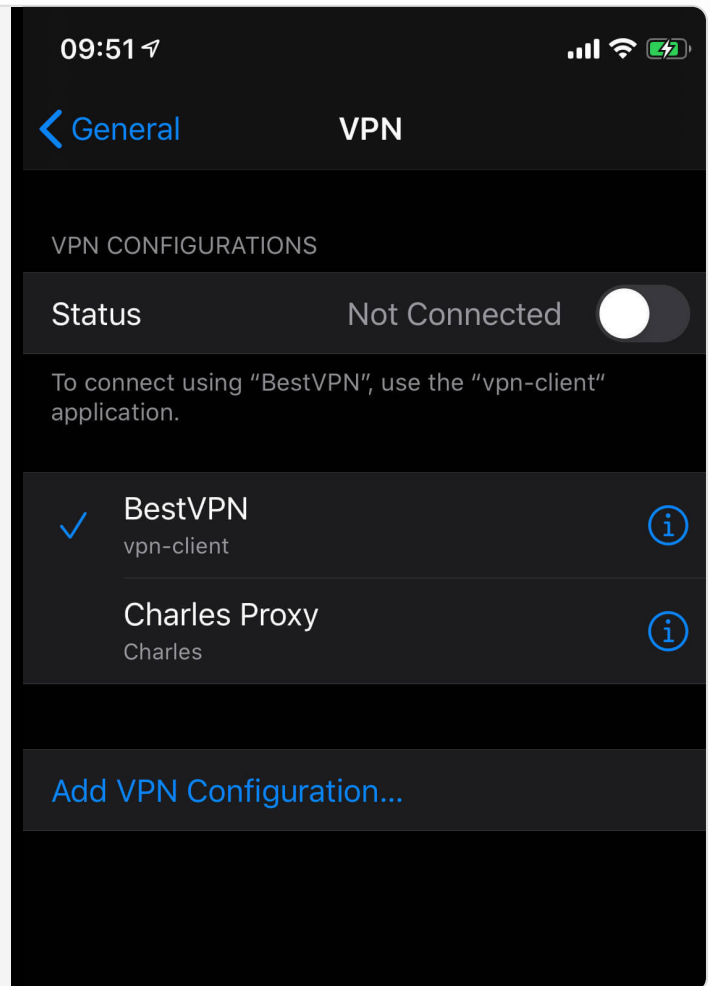 09:51
General
VPN
VPN CONFIGURATIONS
Status Not Connected
To connect using “BestVPN”, use the “vpn-client“
application.
BestVPN
vpn-client
Charles Proxy
Charles
Add VPN Configuration...